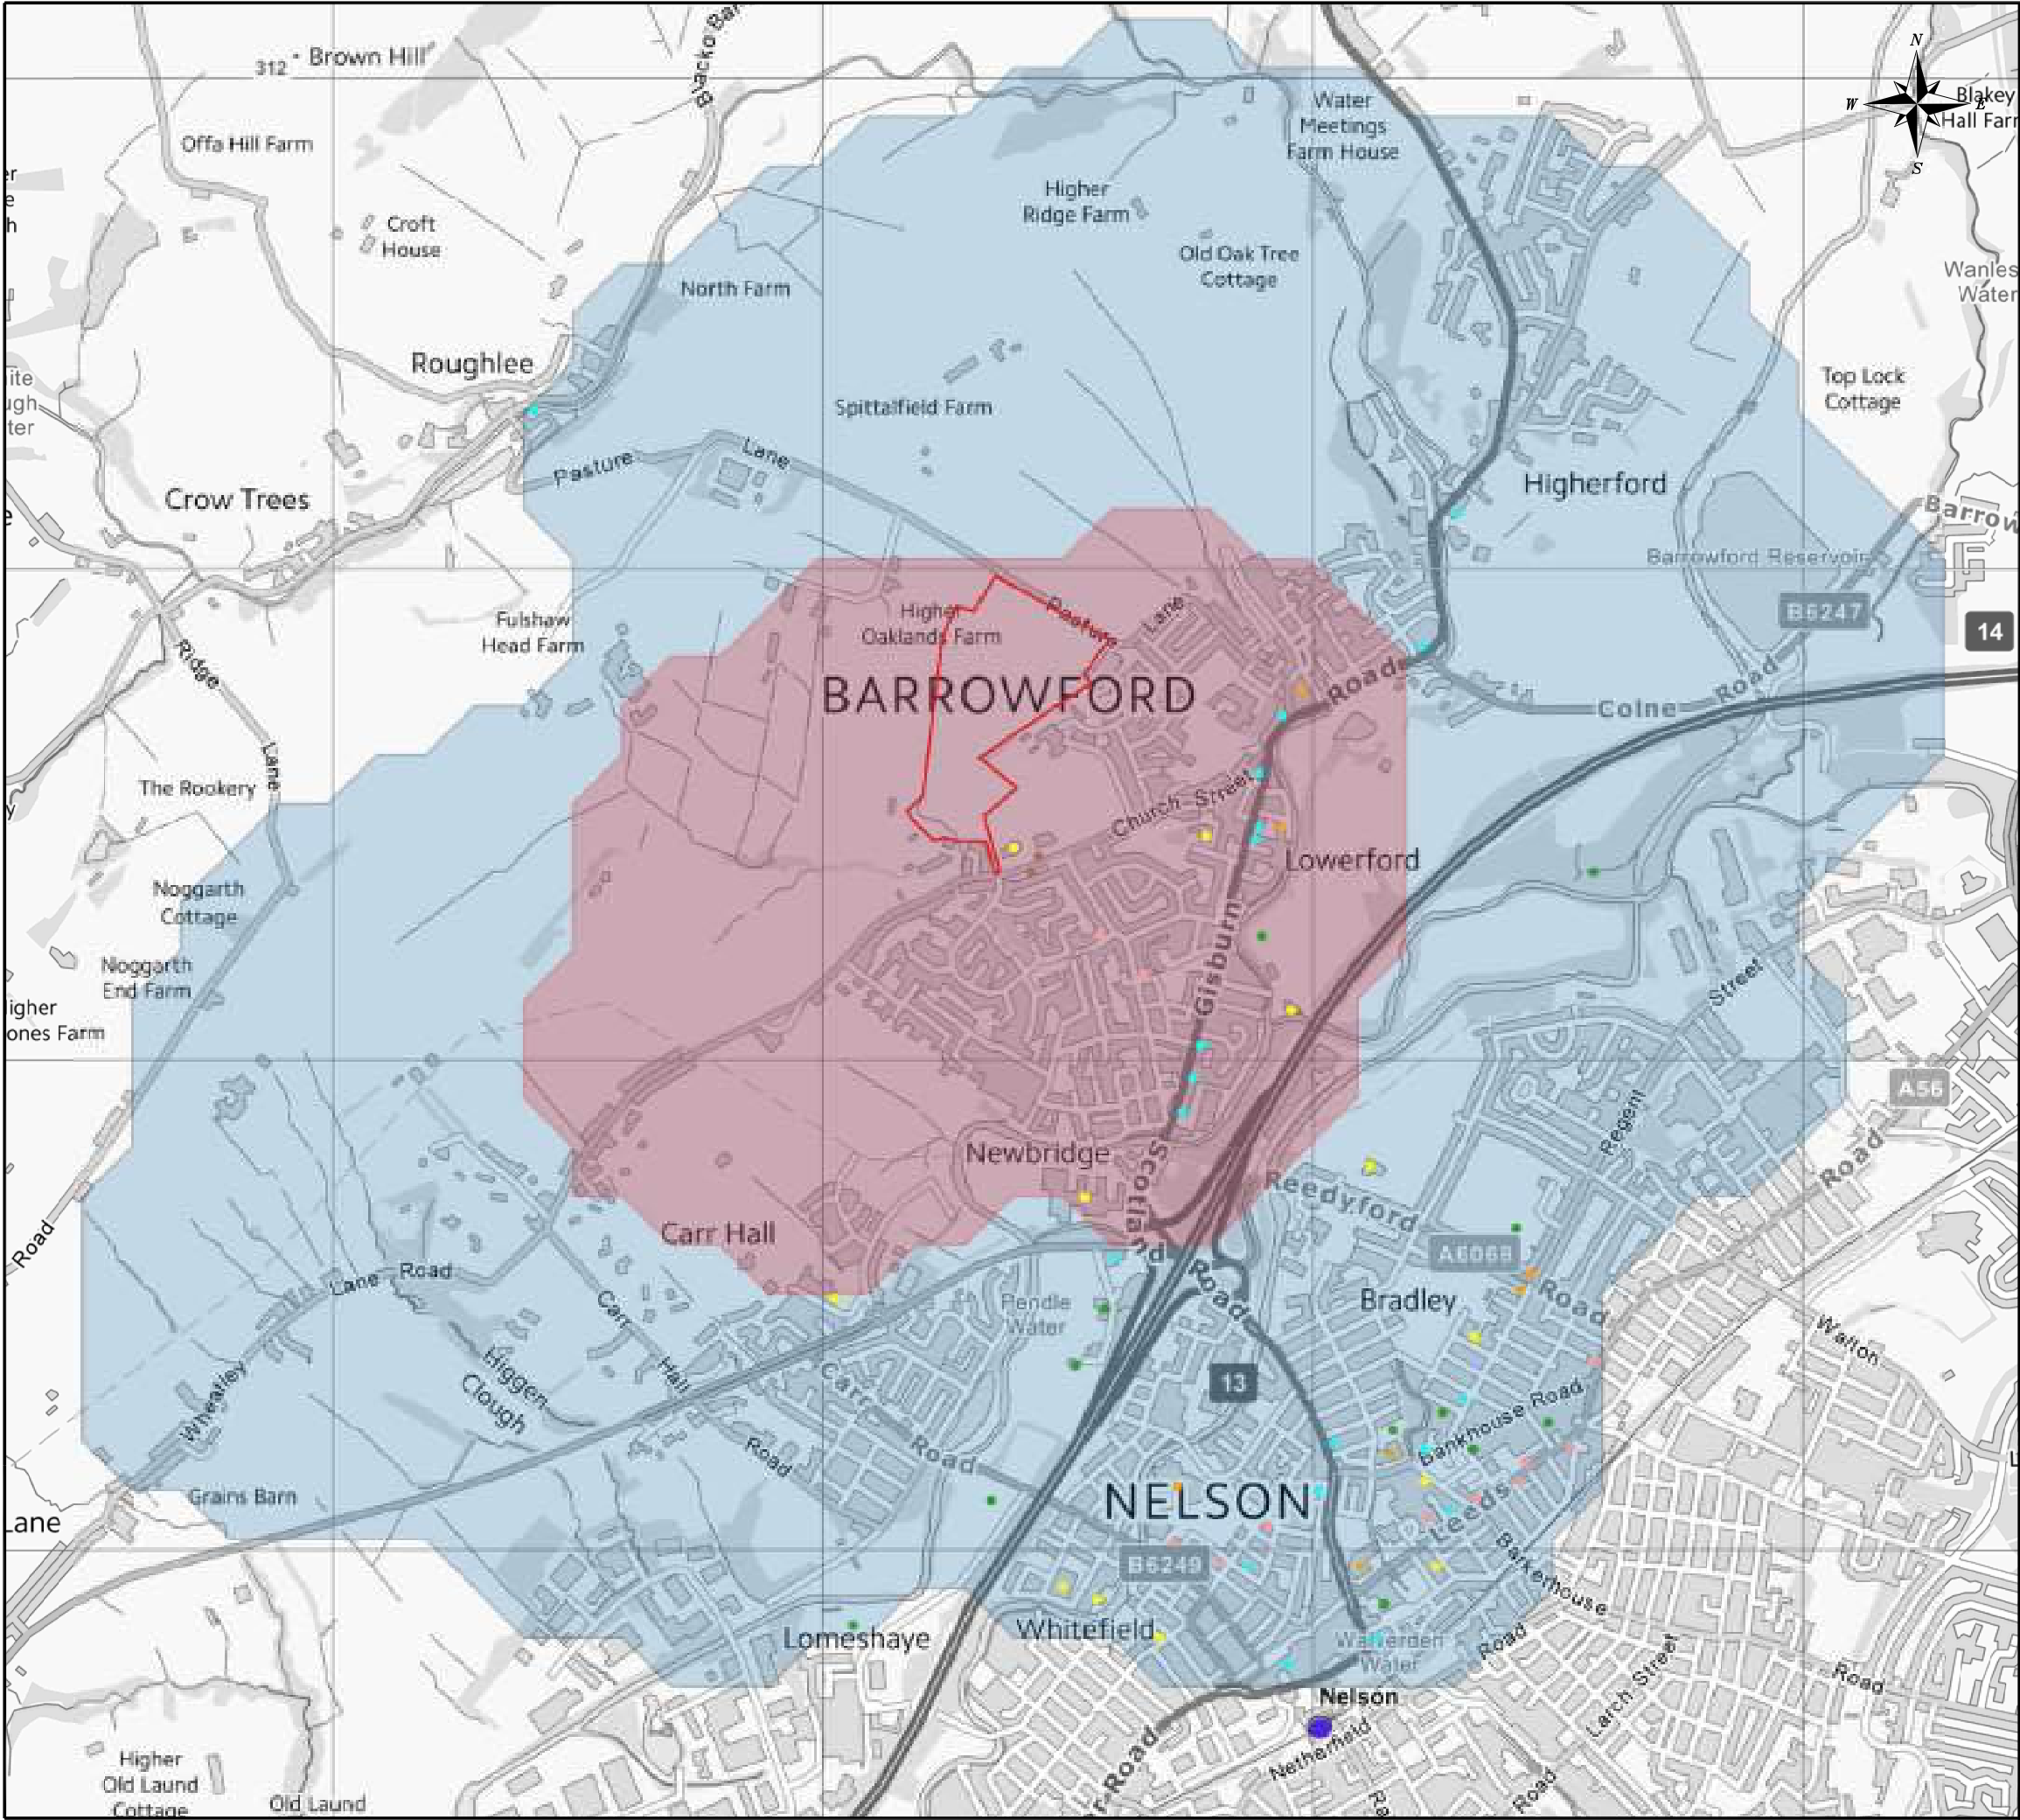 312
Brown Hill
N
W
E
S
Blakey
Hall Farm
Water
Meetings
Farm House
Offa Hill Farm
Higher
Ridge Farm
Croft
House
Old Oak Tree
Cottage
North Farm
Wanles
Water
Roughlee
Top Lock
Cottage
Spittalfield Farm
Pasture
Lane
Crow Trees
Higherford
Barrow
Barrowford Reservoir
B6247
14
Fulshaw
Head Farm
Higher
Oaklands Farm
Pasture
Lane
Ridge
Lane
BARROWFORD
Road
Colne
Road
The Rookery
Church Street
Lowerford
Noggarth
Cottage
Noggarth
End Farm
igher
ones Farm
Gisburn
Street
Regent
A56
Road
Newbridge
Scotland
Road
Reedyford
Road
A6068
Carr Hall
Bradley
Pendle
Water
Road
Lane
Road
Wheatley
Carr
Hall
Road
Higgen
Clough
Carr
Road
13
Walton
Bankhouse Road
Grains Barn
Lane
NELSON
Leeds
B6249
Barkerhouse
Road
Lomeshaye
Whitefield
Walverden
Water
Road
Nelson
Netherfield
Larch Street
Road
Road
Higher
Old Laund
Cottage
Old Laund